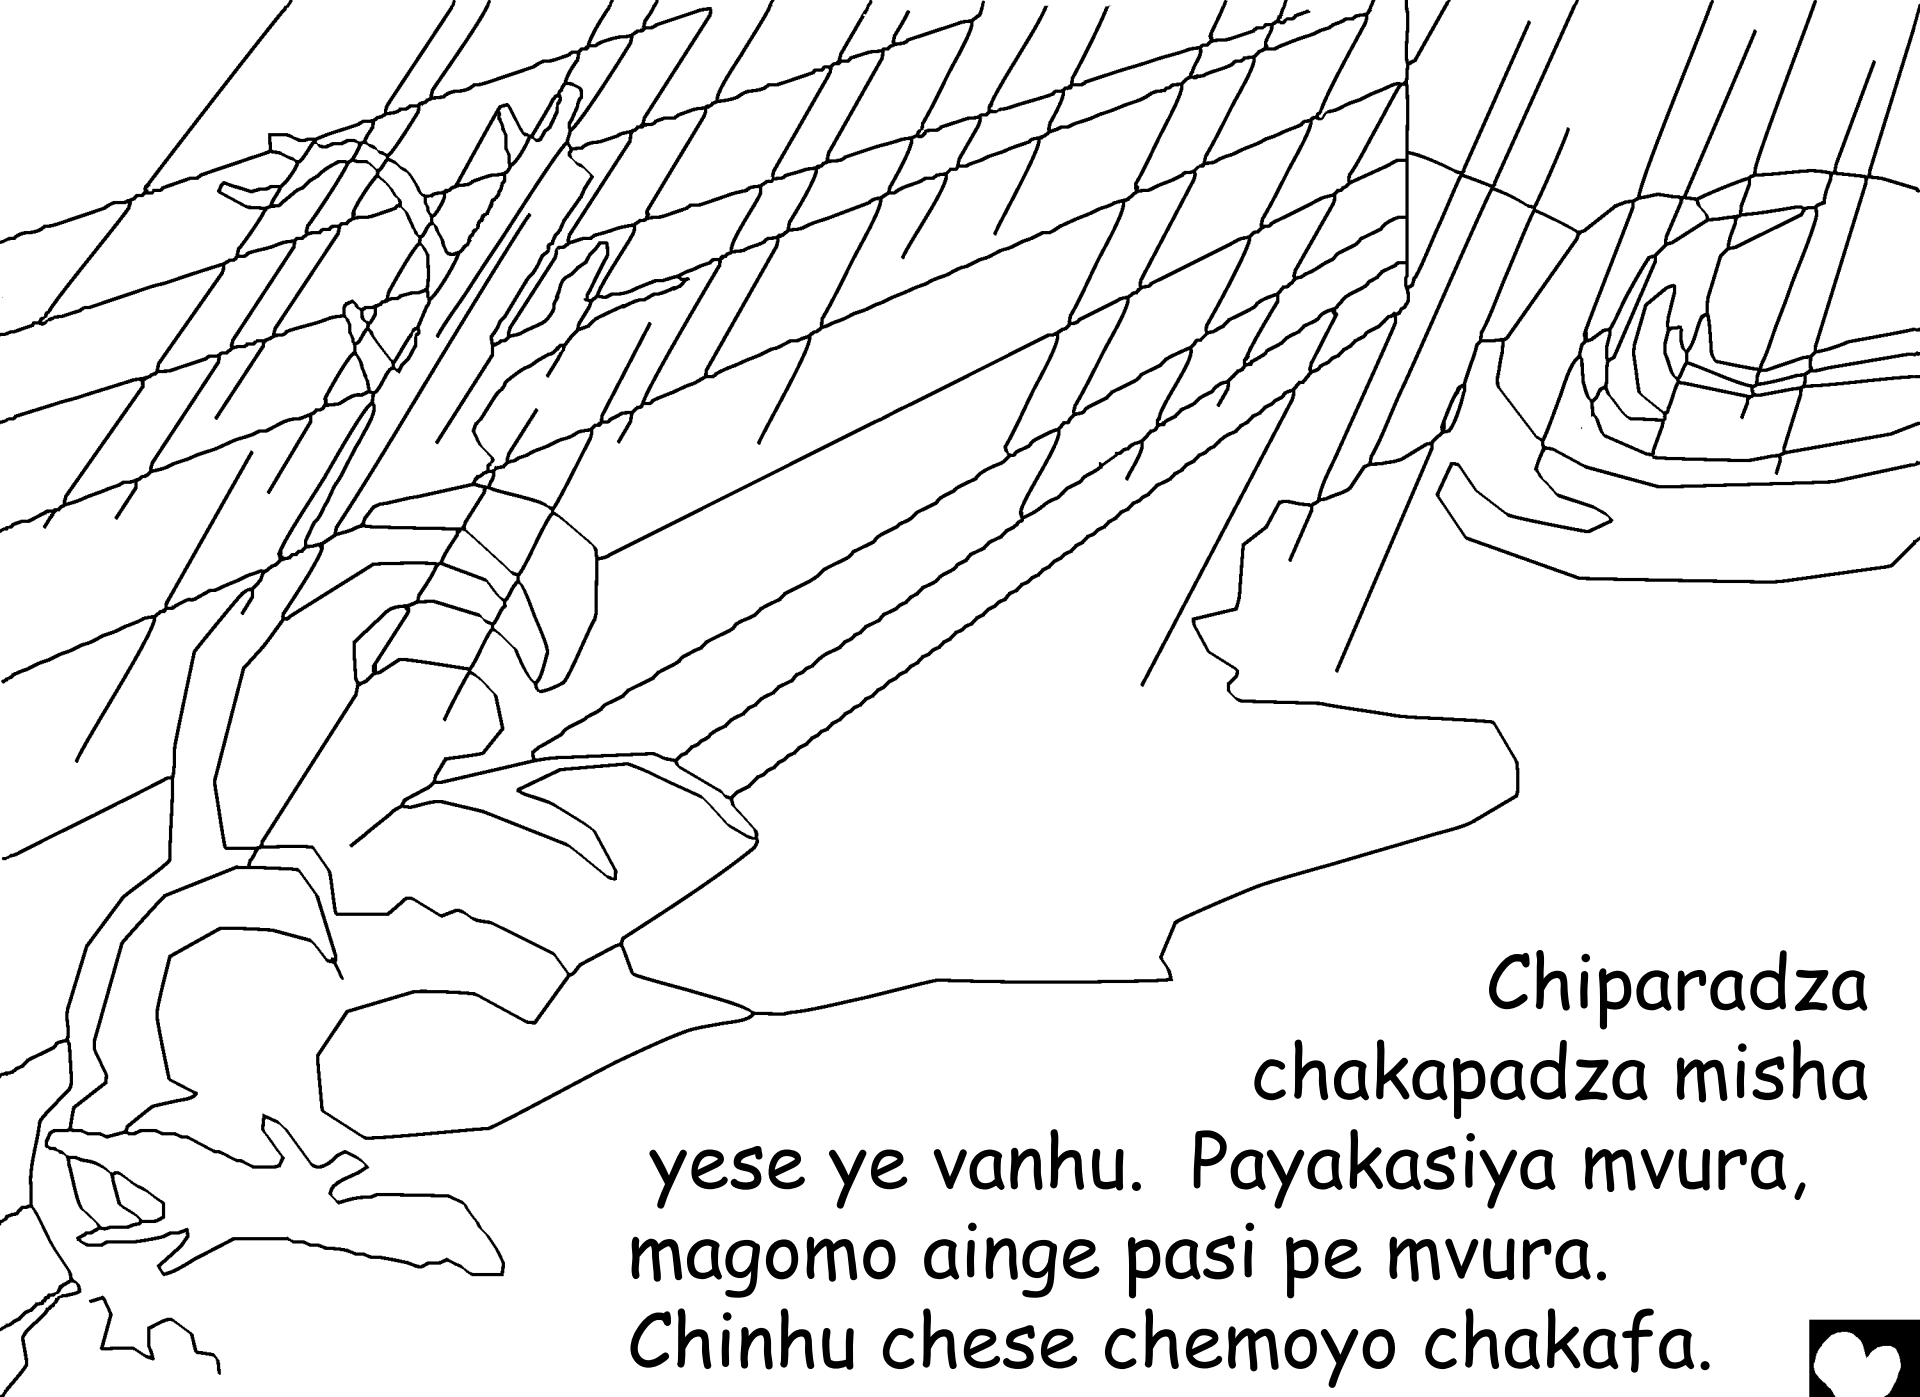 Chiparadza
chakapadza misha
yese ye vanhu. Payakasiya mvura,
magomo ainge pasi pe mvura.
Chinhu chese chemoyo chakafa.